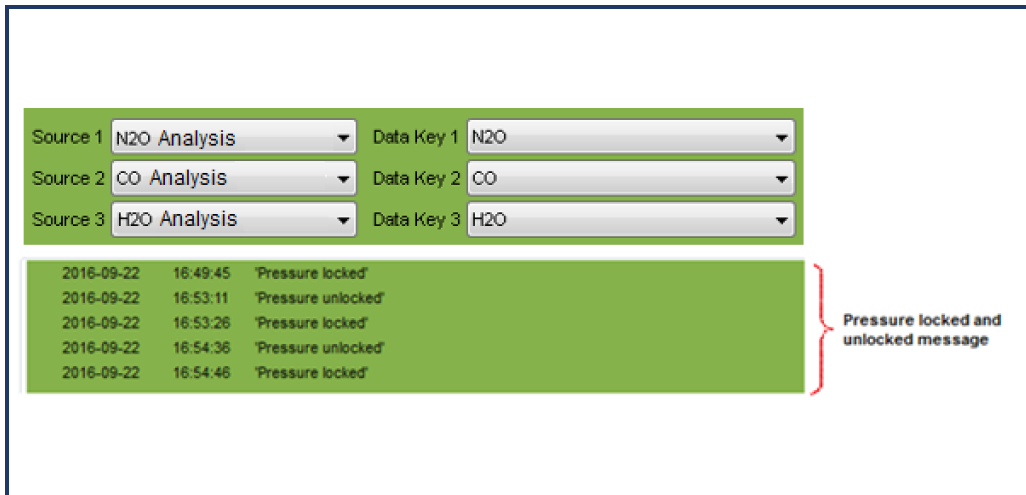 Source 1 N2O Analysis Data Key 1 N2O
Source 2 CO Analysis Data Key 2 CO
Source 3 H2O Analysis Data Key 3 H2O
2016-09-22 16:49:45 'Pressure locked'
2016-09-22 16:53:11 'Pressure unlocked'
2016-09-22 16:53:26 'Pressure locked'
2016-09-22 16:54:36 'Pressure unlocked'
2016-09-22 16:54:46 'Pressure locked'
Pressure locked and
unlocked message